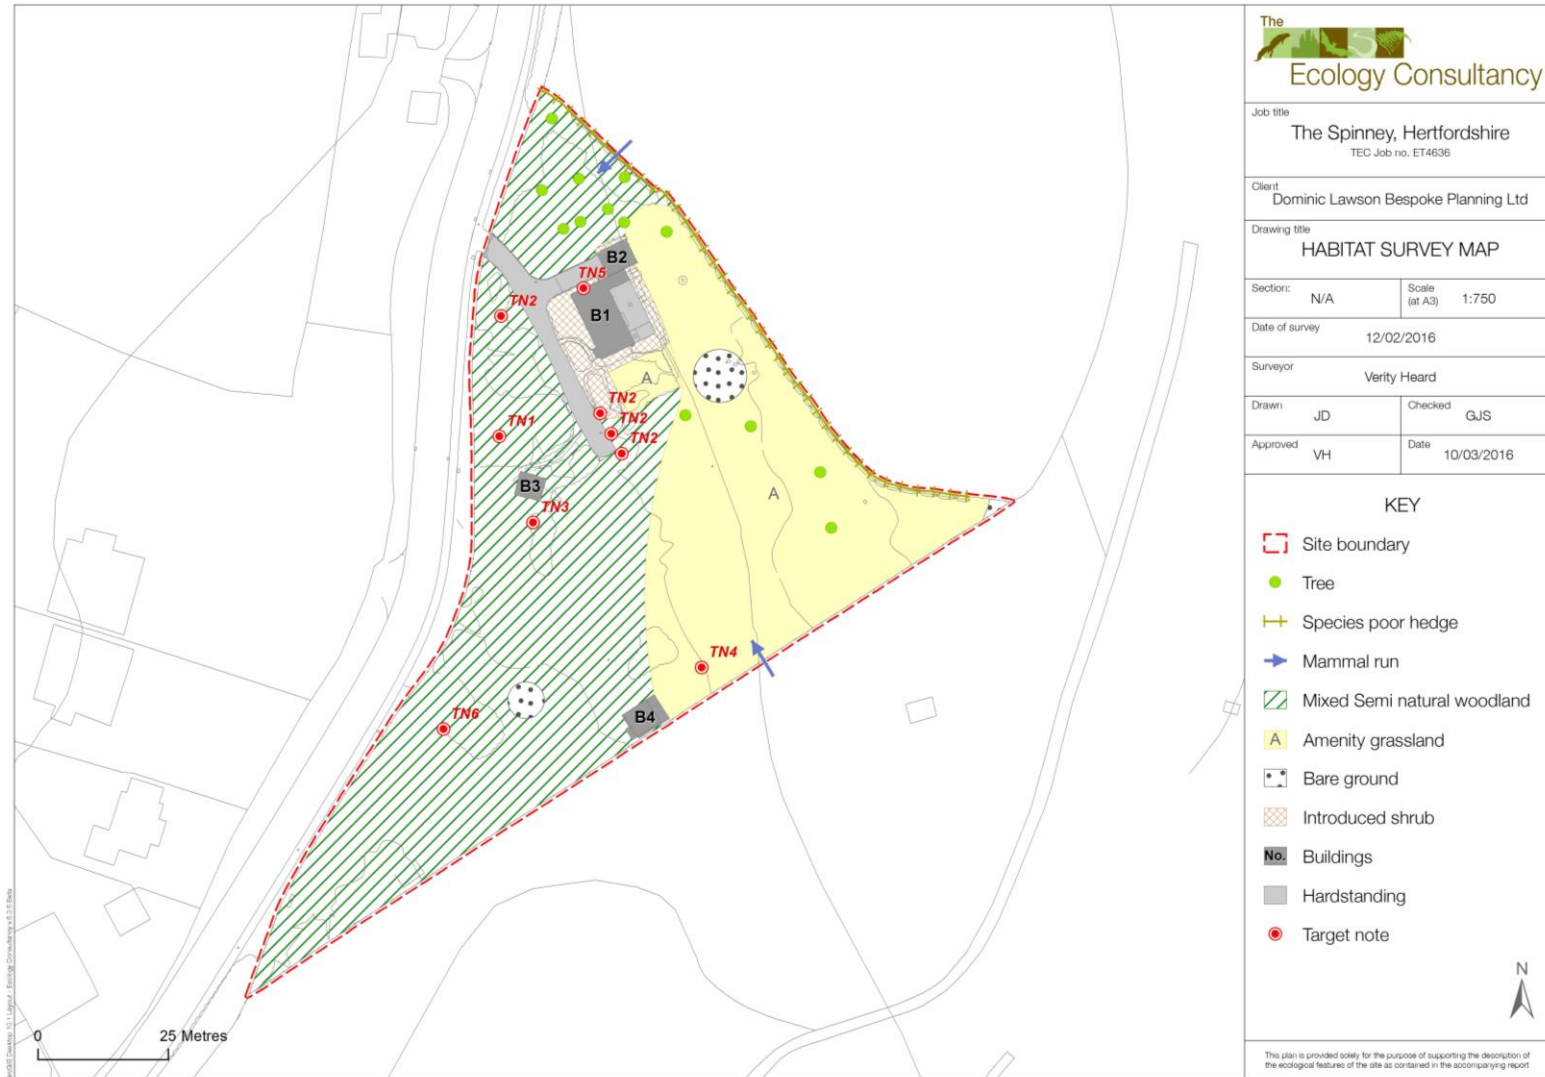 The
Ecology Consultancy
Job title
The Spinney, Hertfordshire
TEC Job no. ET4636
Client
Dominic Lawson Bespoke Planning Ltd
Drawing title
HABITAT SURVEY MAP
Section:
N/A
Scale
(at A3)
1:750
Date of survey
12/02/2016
Surveyor
Verity Heard
Drawn
JD
Checked
GJS
Approved
VH
Date
10/03/2016
KEY
Site boundary
Tree
Species poor hedge
Mammal run
Mixed Semi natural woodland
A Amenity grassland
Bare ground
Introduced shrub
No. Buildings
Hardstanding
Target note
N
This plan is provided solely for the purpose of supporting the description of
the ecological features of the site as contained in the accompanying report
B2
TN5
TN2
B1
A
TN2
TN2
TN1
TN2
B3
A
TN3
TN4
TN6
B4
0 25 Metres